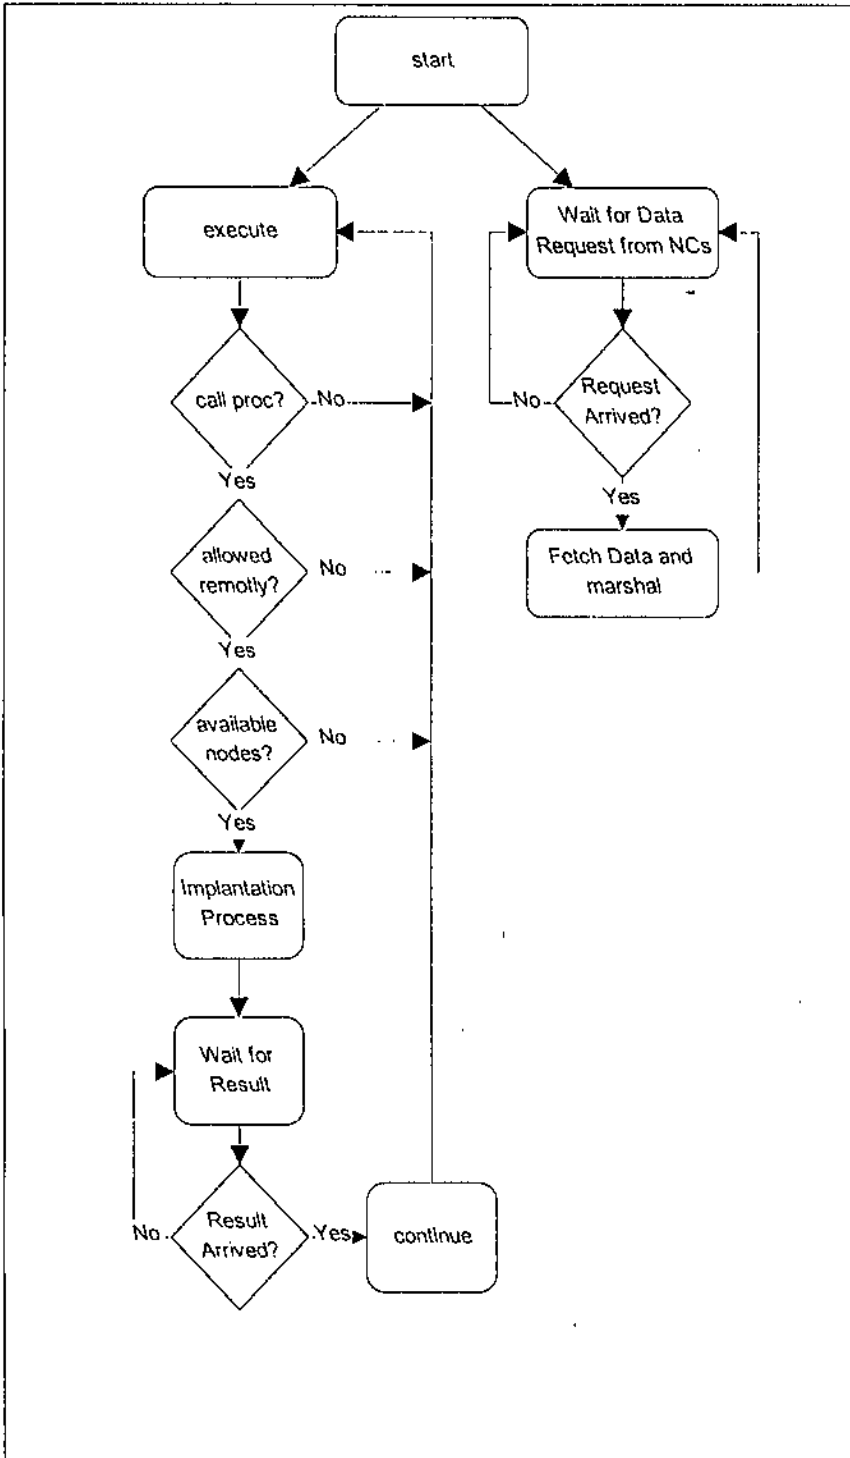 start
execute
Wait for Data
Request from NCs
call proc?
No
Request
Arrived?
No
Yes
Yes
allowed
remotly?
No
Fetch Data and
marshal
Yes
available
nodes?
No
Yes
Implantation
Process
Wait for
Result
Result
Arrived?
No
Yes
continue